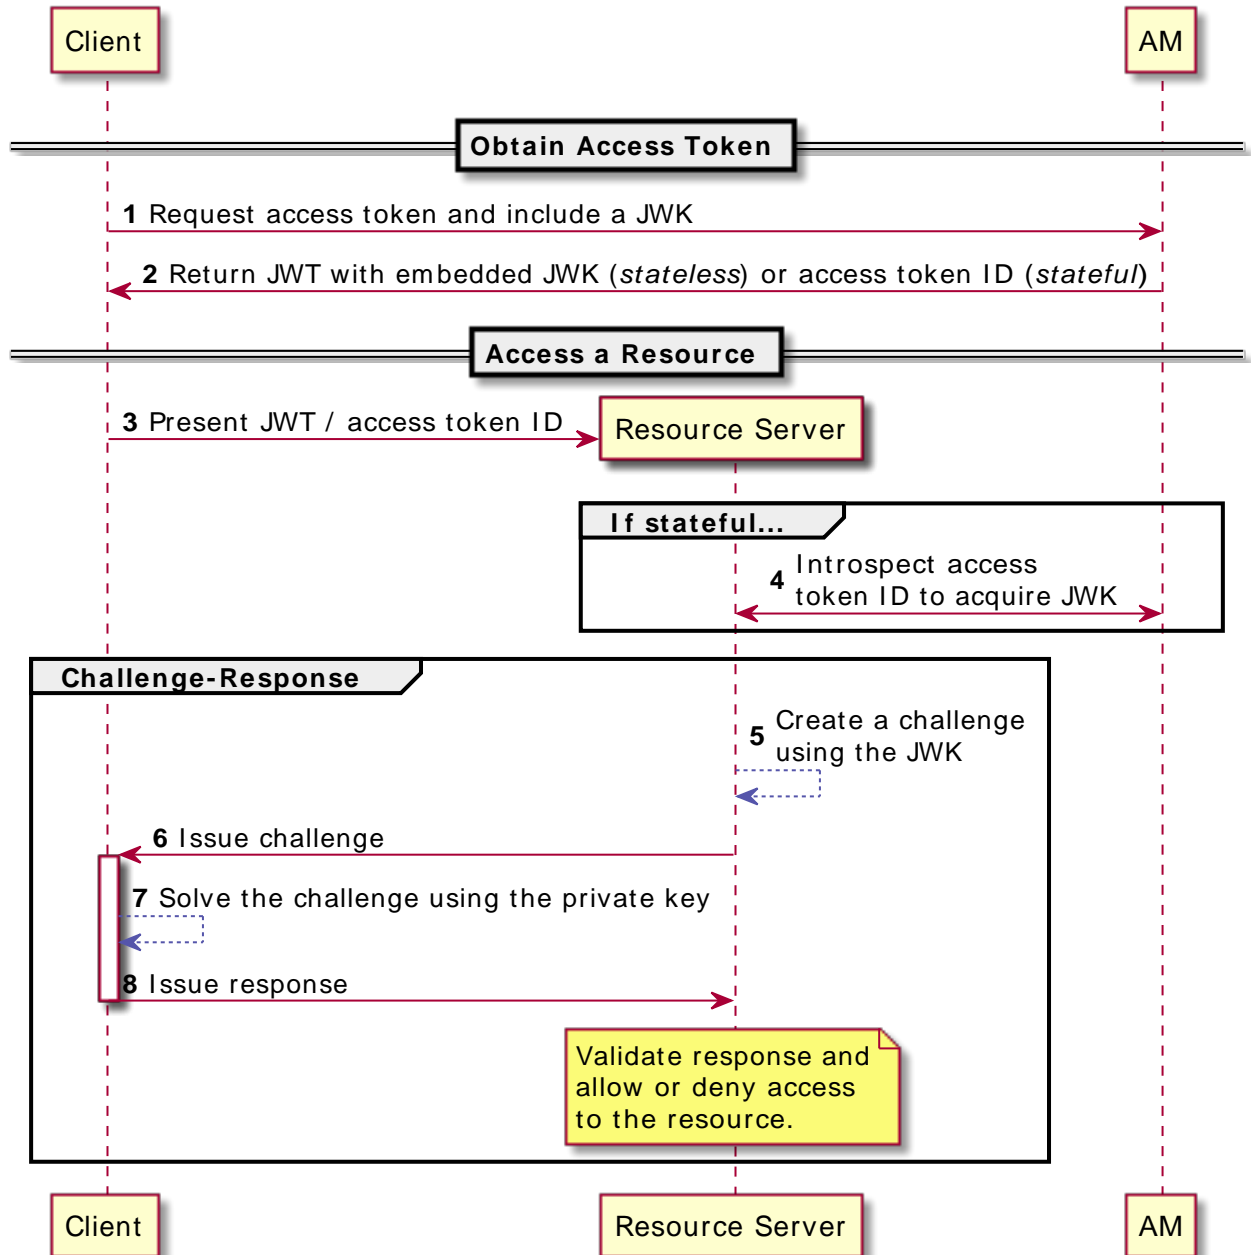 Client
AM
Obtain Access Token
1 Request access token and include a JWK
2 Return JWT with embedded JWK (stateless) or access token ID (stateful)
Access a Resource
3 Present JWT / access token ID
Resource Server
If stateful...
4 Introspect access
token ID to acquire JWK
Challenge-Response
5 Create a challenge
using the JWK
6 Issue challenge
7 Solve the challenge using the private key
8 Issue response
Validate response and
allow or deny access
to the resource.
Client
Resource Server
AM